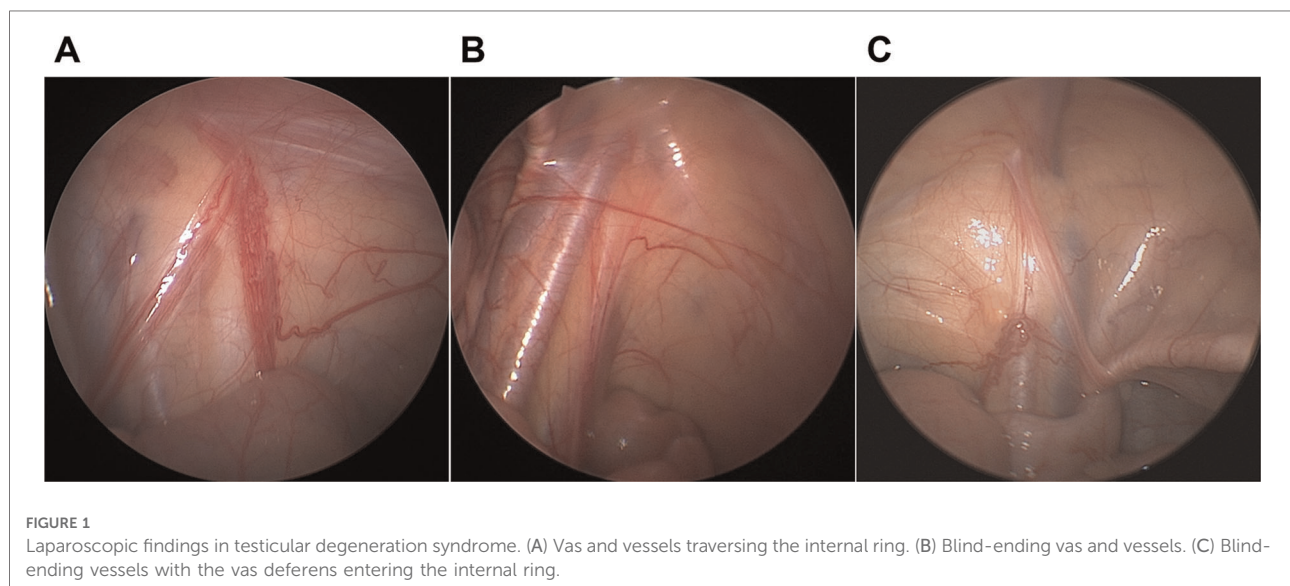 A B C
FIGURE 1
Laparoscopic findings in testicular degeneration syndrome. (A) Vas and vessels traversing the internal ring. (B) Blind-ending vas and vessels. (C) Blind-
ending vessels with the vas deferens entering the internal ring.